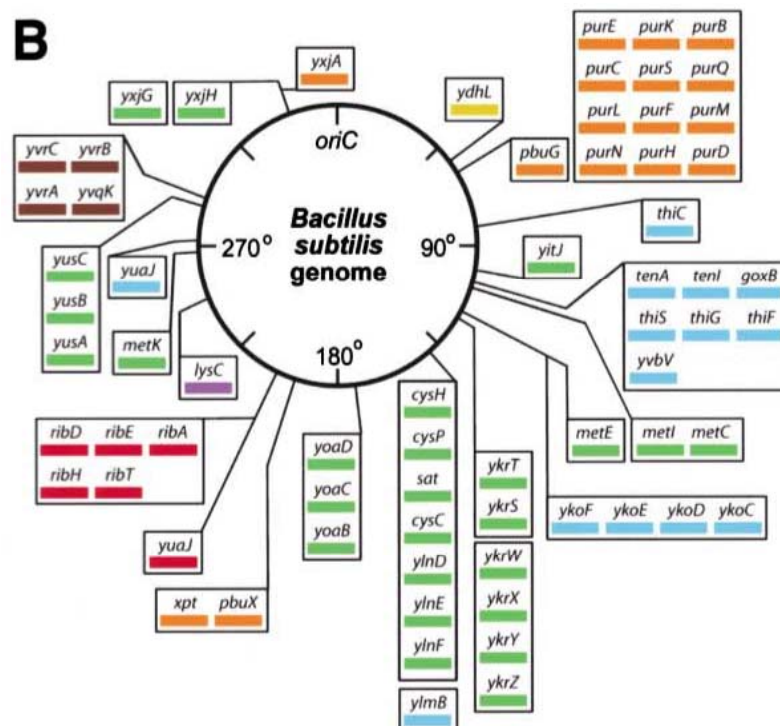 B
yxjA
yxjG yxjH
oriC
ydhL
pbuG
purE purK purB
purC purS purQ
purL purF purM
purN purH purD
yvrC yvrB
yvrA yvqK
Bacillus
subtilis
genome
270° 90°
180°
thiC
yitJ
yusC
yusB
yusA
yuaJ
metK
lysC
tenA tenI goxB
thiS thiG thiF
yvbV
metE
metI metC
ribD ribE ribA
ribH ribT
yuaJ
xpt pbuX
yoaD
yoaC
yoaB
cysH
cysP
sat
cysC
ylnD
ylnE
ylnF
ylmB
ykrT
ykrS
ykrW
ykrX
ykrY
ykrZ
ykoF ykoE ykoD ykoC